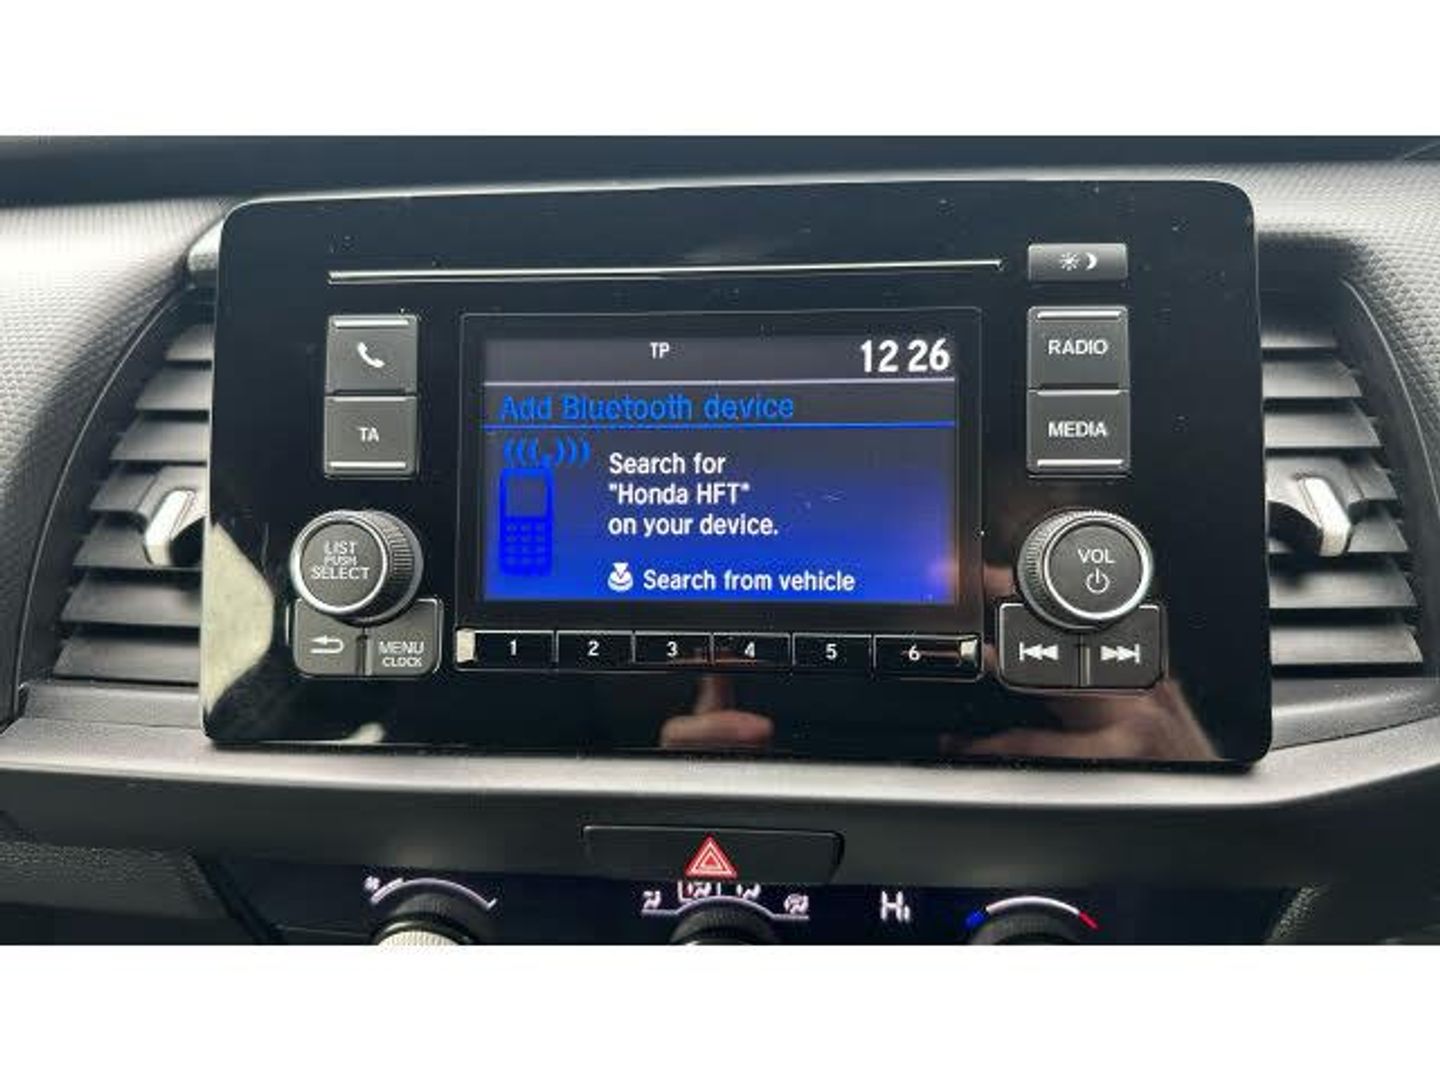 TP
12 26
Add Bluetooth device
Search for
"Honda HFT"
on your device.
Search from vehicle
TA
RADIO
MEDIA
LIST
PUSH
SELECT
VOL
MENU
CLOCK
1 2 3 4 5 6
Hi